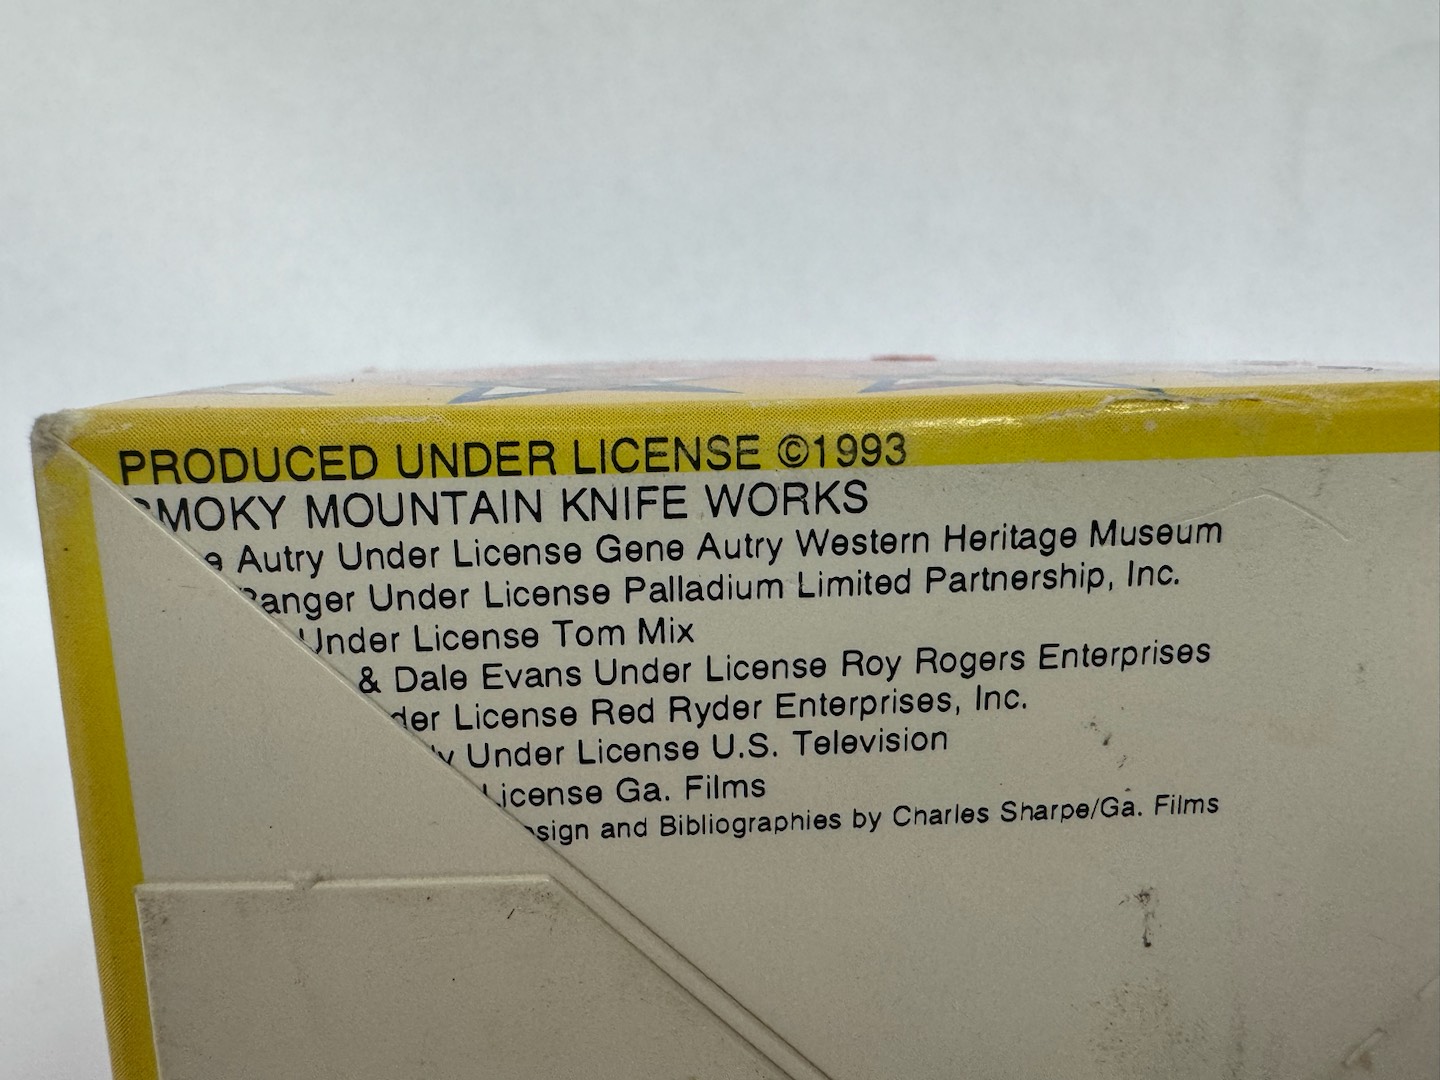 PRODUCED UNDER LICENSE ©1993
SMOKY MOUNTAIN KNIFE WORKS
e Autry Under License Gene Autry Western Heritage Museum
Ranger Under License Palladium Limited Partnership, Inc.
Under License Tom Mix
& Dale Evans Under License Roy Rogers Enterprises
der License Red Ryder Enterprises, Inc.
y Under License U.S. Television
License Ga. Films
sign and Bibliographies by Charles Sharpe/Ga. Films